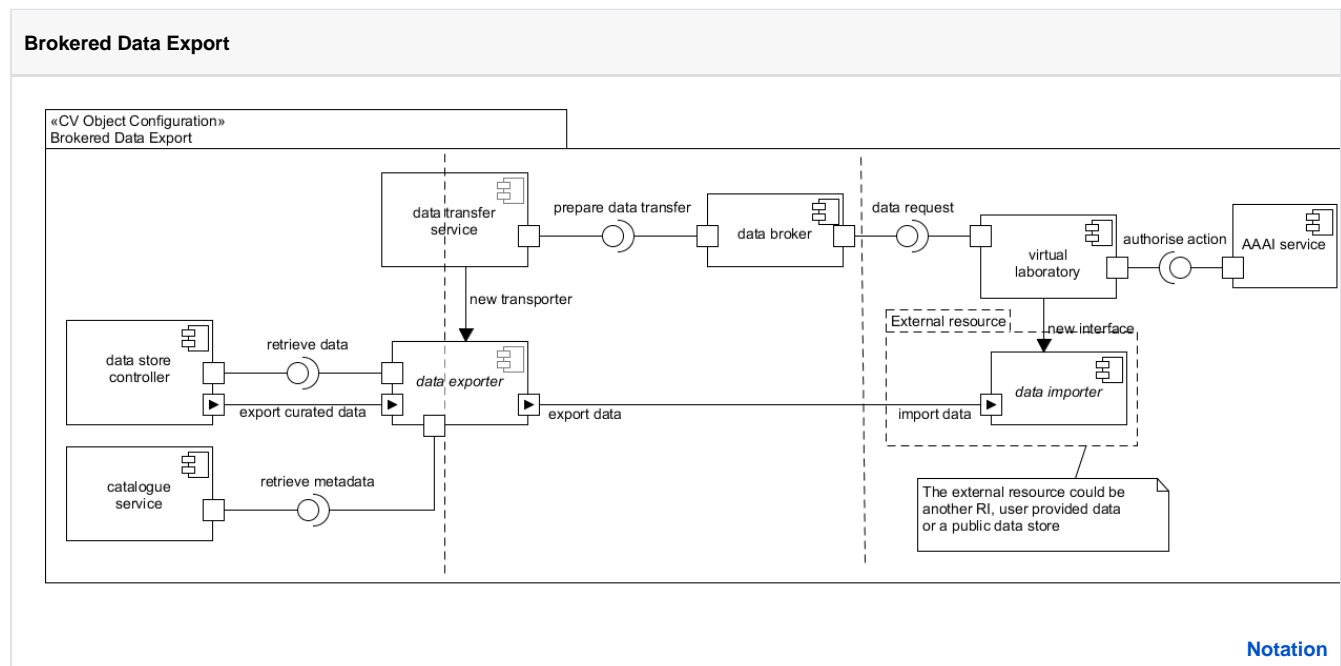 Brokered Data Export
«CV Object Configuration»
Brokered Data Export
data transfer
service
prepare data transfer
data broker
data request
virtual
laboratory
authorise action
AAAI service
new transporter
External resource
new interface
data store
controller
retrieve data
data exporter
data importer
export curated data
export data
import data
catalogue
service
retrieve metadata
The external resource could be
another RI, user provided data
or a public data store
Notation